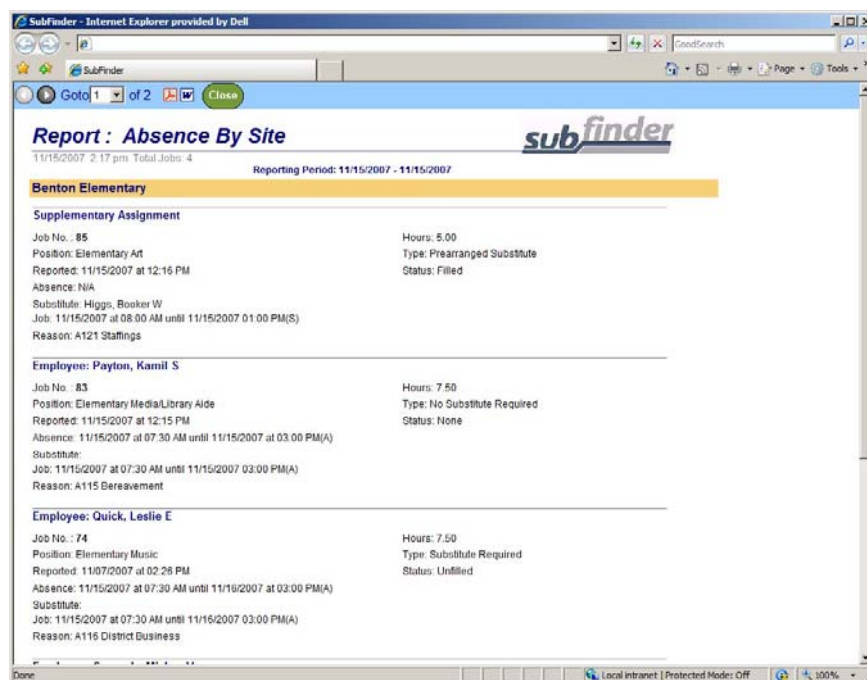 SubFinder - Internet Explorer provided by Dell
GoodSearch
SubFinder
Page Tools
Goto 1 of 2 Close
Report : Absence By Site
subfinder
11/15/2007 2:17 pm Total Jobs: 4
Reporting Period: 11/15/2007 - 11/15/2007
Benton Elementary
Supplementary Assignment
Job No. : 85 Hours: 5.00
Position: Elementary Art Type: Prearranged Substitute
Reported: 11/15/2007 at 12:16 PM Status: Filled
Absence: N/A
Substitute: Higgs, Booker W
Job: 11/15/2007 at 08:00 AM until 11/15/2007 01:00 PM(S)
Reason: A121 Staffings
Employee: Payton, Kamil S
Job No. : 83 Hours: 7.50
Position: Elementary Media/Library Aide Type: No Substitute Required
Reported: 11/15/2007 at 12:15 PM Status: None
Absence: 11/15/2007 at 07:30 AM until 11/15/2007 at 03:00 PM(A)
Substitute:
Job: 11/15/2007 at 07:30 AM until 11/15/2007 03:00 PM(A)
Reason: A115 Bereavement
Employee: Quick, Leslie E
Job No. : 74 Hours: 7.50
Position: Elementary Music Type: Substitute Required
Reported: 11/07/2007 at 02:26 PM Status: Unfilled
Absence: 11/15/2007 at 07:30 AM until 11/16/2007 at 03:00 PM(A)
Substitute:
Job: 11/15/2007 at 07:30 AM until 11/16/2007 03:00 PM(A)
Reason: A116 District Business
Done Local intranet | Protected Mode: Off 100%